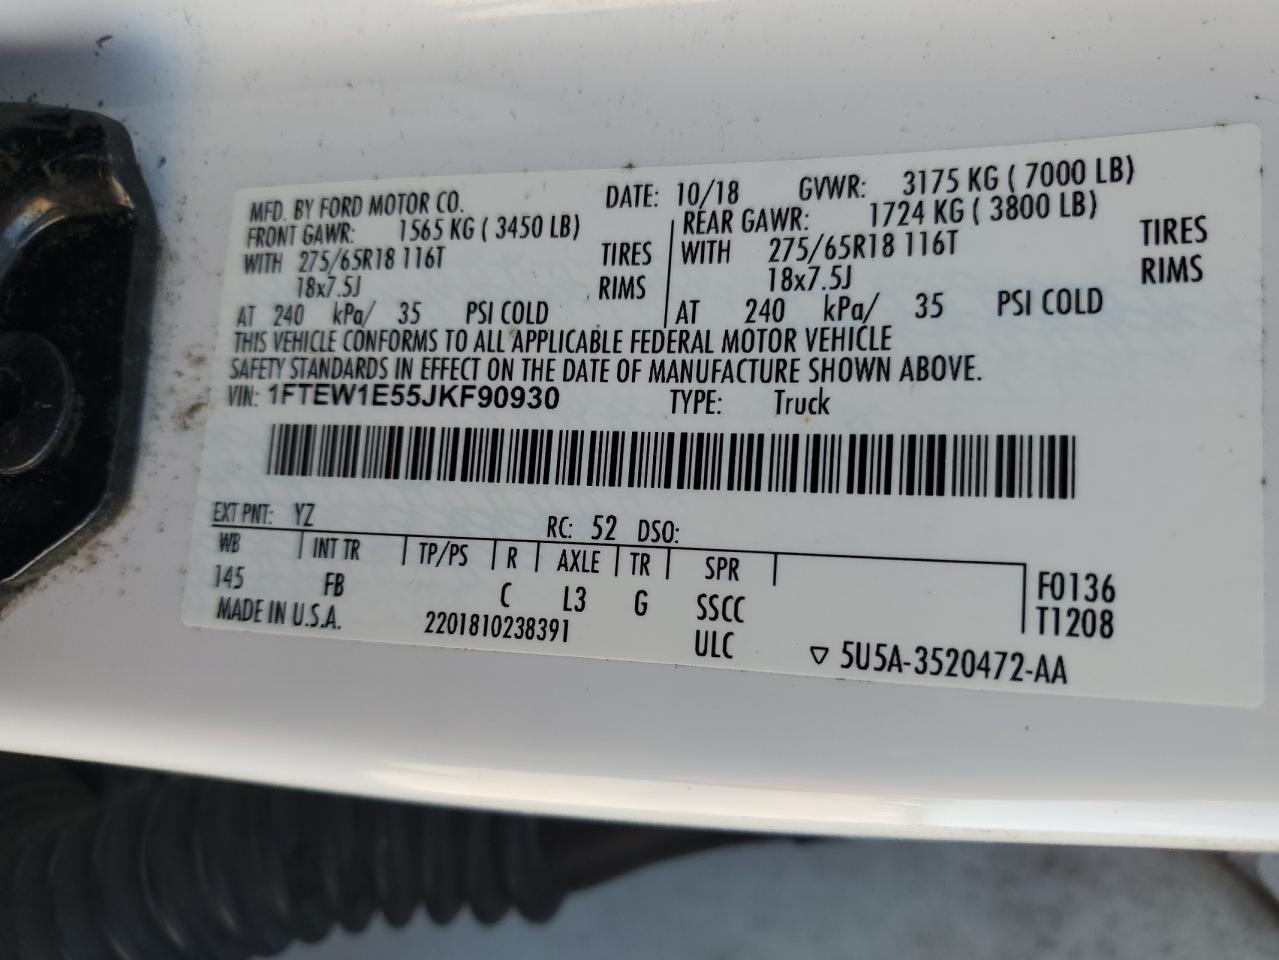 MFD. BY FORD MOTOR CO. DATE: 10/18 GVWR: 3175 KG ( 7000 LB)
FRONT GAWR: 1565 KG ( 3450 LB) REAR GAWR: 1724 KG ( 3800 LB)
WITH 275/65R18 116T TIRES WITH 275/65R18 116T TIRES
18x7.5J RIMS 18x7.5J RIMS
AT 240 kPa/ 35 PSI COLD AT 240 kPa/ 35 PSI COLD
THIS VEHICLE CONFORMS TO ALL APPLICABLE FEDERAL MOTOR VEHICLE
SAFETY STANDARDS IN EFFECT ON THE DATE OF MANUFACTURE SHOWN ABOVE.
VIN: 1FTEW1E55JKF90930 TYPE: Truck
EXT PNT: YZ RC: 52 DSO:
WB INT TR TP/PS R AXLE TR SPR
145 FB C L3 G SSCC F0136
MADE IN U.S.A. 2201810238391 ULC T1208
▽ 5U5A-3520472-AA